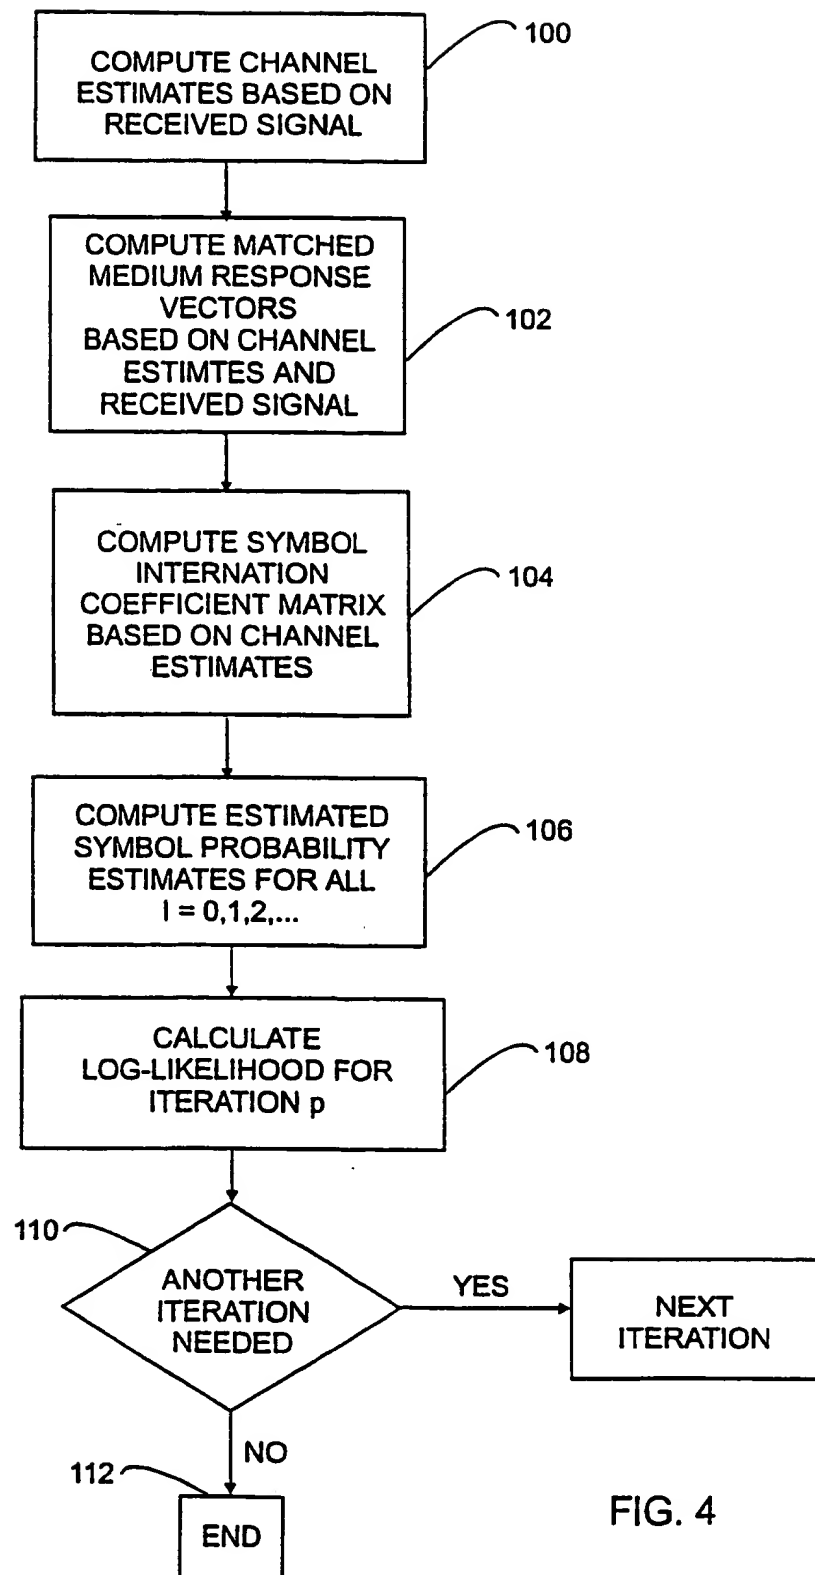 100
COMPUTE CHANNEL
ESTIMATES BASED ON
RECEIVED SIGNAL
COMPUTE MATCHED
MEDIUM RESPONSE
VECTORS
BASED ON CHANNEL
ESTIMTES AND
RECEIVED SIGNAL
102
COMPUTE SYMBOL
INTERNATION
COEFFICIENT MATRIX
BASED ON CHANNEL
ESTIMATES
104
COMPUTE ESTIMATED
SYMBOL PROBABILITY
ESTIMATES FOR ALL
I = 0,1,2,...
106
CALCULATE
LOG-LIKELIHOOD FOR
ITERATION p
108
110
ANOTHER
ITERATION
NEEDED
YES
NEXT
ITERATION
NO
112
END
FIG. 4